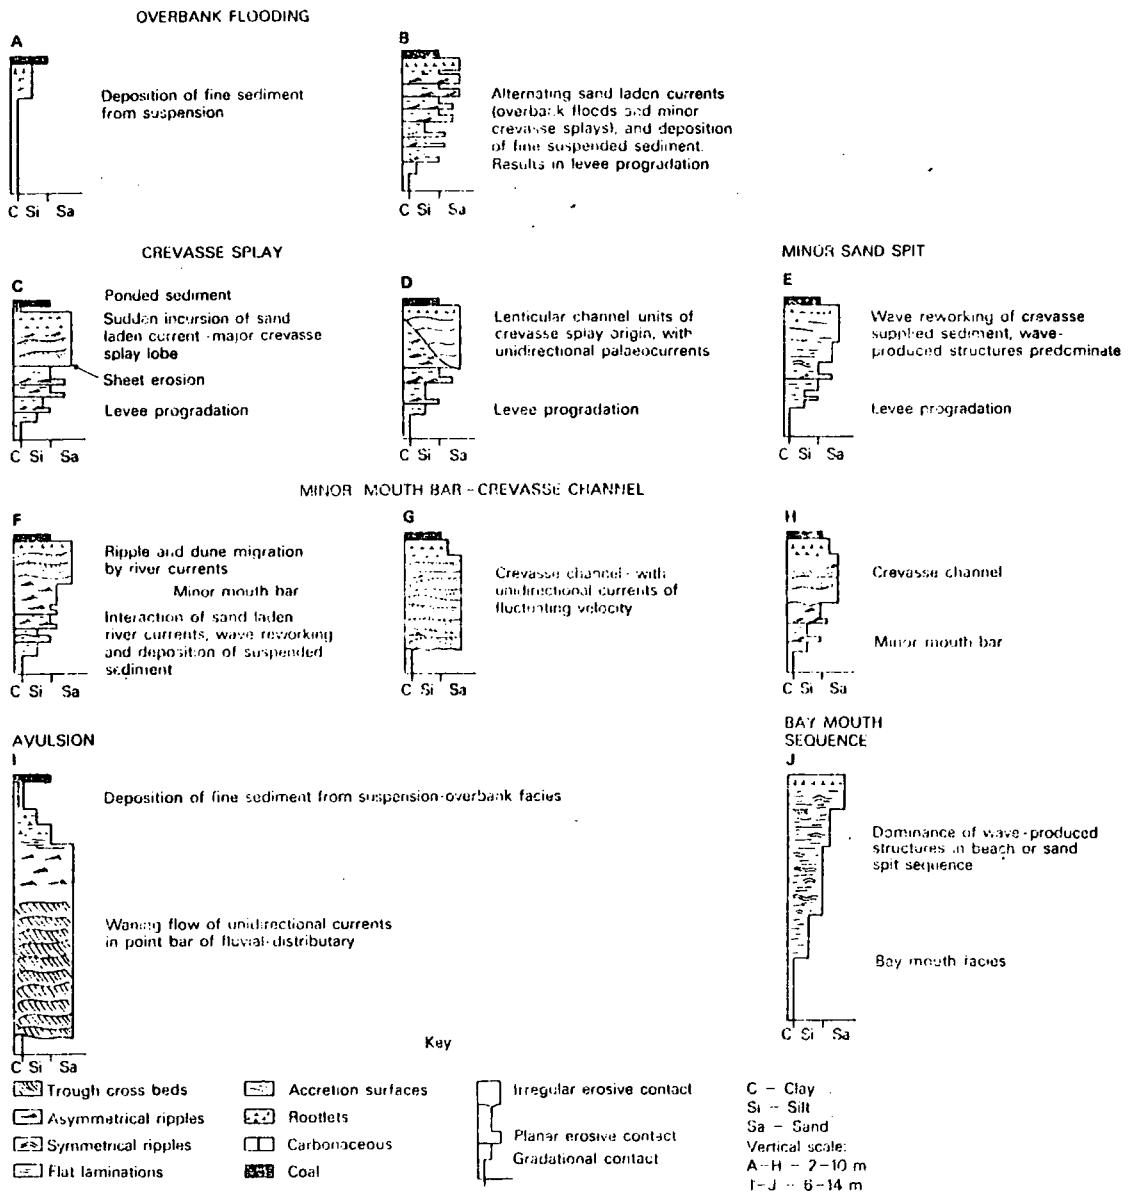 OVERBANK FLOODING
A
Deposition of fine sediment
from suspension
C Si Sa
B
Alternating sand laden currents
(overbank floods and minor
crevasse splays), and deposition
of fine suspended sediment.
Results in levee progradation
C Si Sa
CREVASSE SPLAY
C
Ponded sediment
Sudden incursion of sand
laden current - major crevasse
splay lobe
Sheet erosion
Levee progradation
C Si Sa
D
Lenticular channel units of
crevasse splay origin, with
unidirectional palaeocurrents
Levee progradation
C Si Sa
MINOR SAND SPIT
E
Wave reworking of crevasse
supplied sediment, wave-
produced structures predominate
Levee progradation
C Si Sa
MINOR MOUTH BAR - CREVASSE CHANNEL
F
Ripple and dune migration
by river currents
Minor mouth bar
Interaction of sand laden
river currents, wave reworking
and deposition of suspended
sediment
C Si Sa
G
Crevasse channel - with
unidirectional currents of
fluctuating velocity
C Si Sa
H
Crevasse channel
Minor mouth bar
C Si Sa
AVULSION
I
Deposition of fine sediment from suspension-overbank facies
Waning flow of unidirectional currents
in point bar of fluvial-distributary
C Si Sa
BAY MOUTH
SEQUENCE
J
Dominance of wave-produced
structures in beach or sand
spit sequence
Bay mouth facies
C Si Sa
Key
Trough cross beds
Asymmetrical ripples
Symmetrical ripples
Flat laminations
Accretion surfaces
Rootlets
Carbonaceous
Coal
Irregular erosive contact
Planar erosive contact
Gradational contact
C - Clay
Si - Silt
Sa - Sand
Vertical scale:
A-H - 2-10 m
I-J - 6-14 m